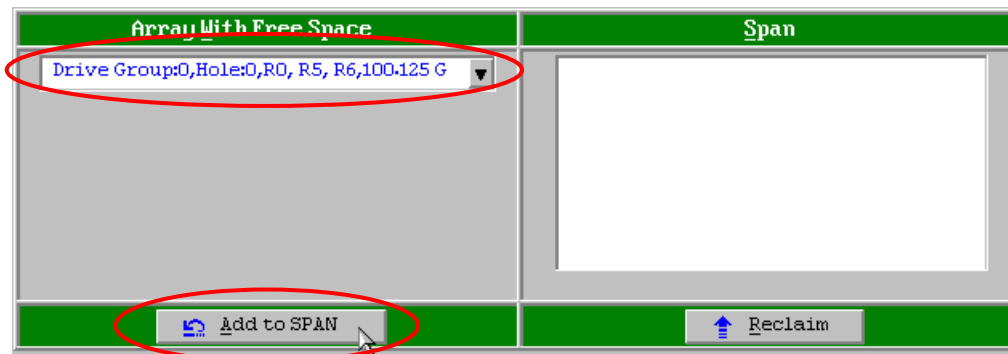 Array With Free Space
Span
Drive Group:0,Hole:0,R0, R5, R6,100.125 G
Add to SPAN
Reclaim